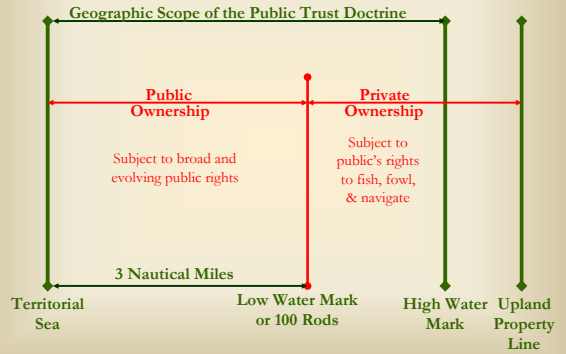 Geographic Scope of the Public Trust Doctrine
Public
Ownership
Private
Ownership
Subject to broad and
evolving public rights
Subject to
public's rights
to fish, fowl,
& navigate
3 Nautical Miles
Territorial
Sea
Low Water Mark
or 100 Rods
High Water
Mark
Upland
Property
Line